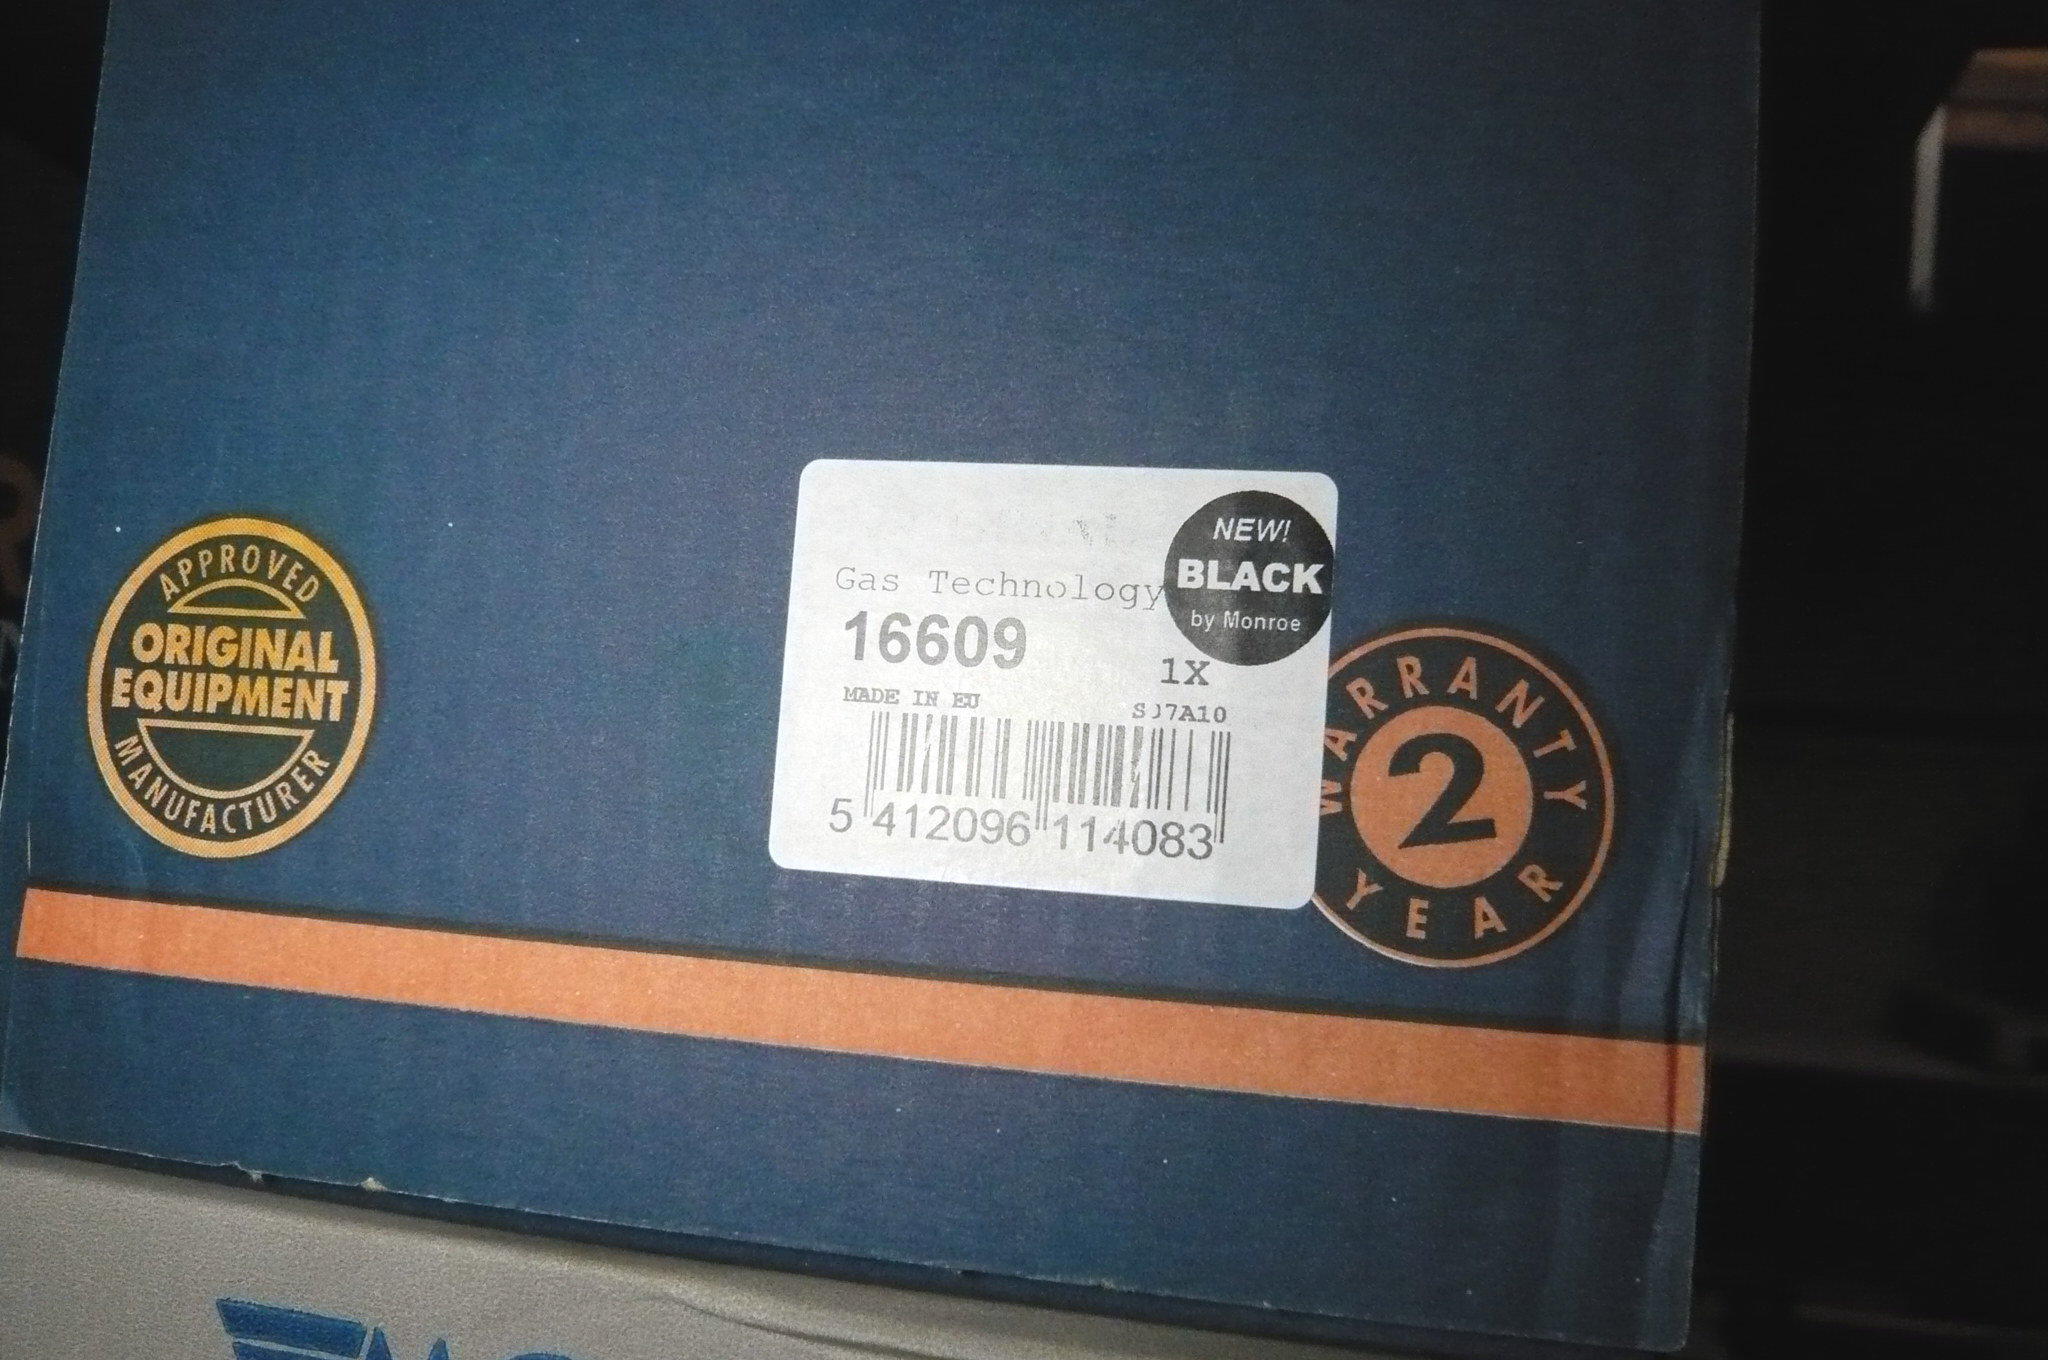 APPROVED
ORIGINAL
EQUIPMENT
MANUFACTURER
NEW!
BLACK
by Monroe
Gas Technology
16609
1X
MADE IN EU
5 412096 114083
WARRANTY
2
YEAR